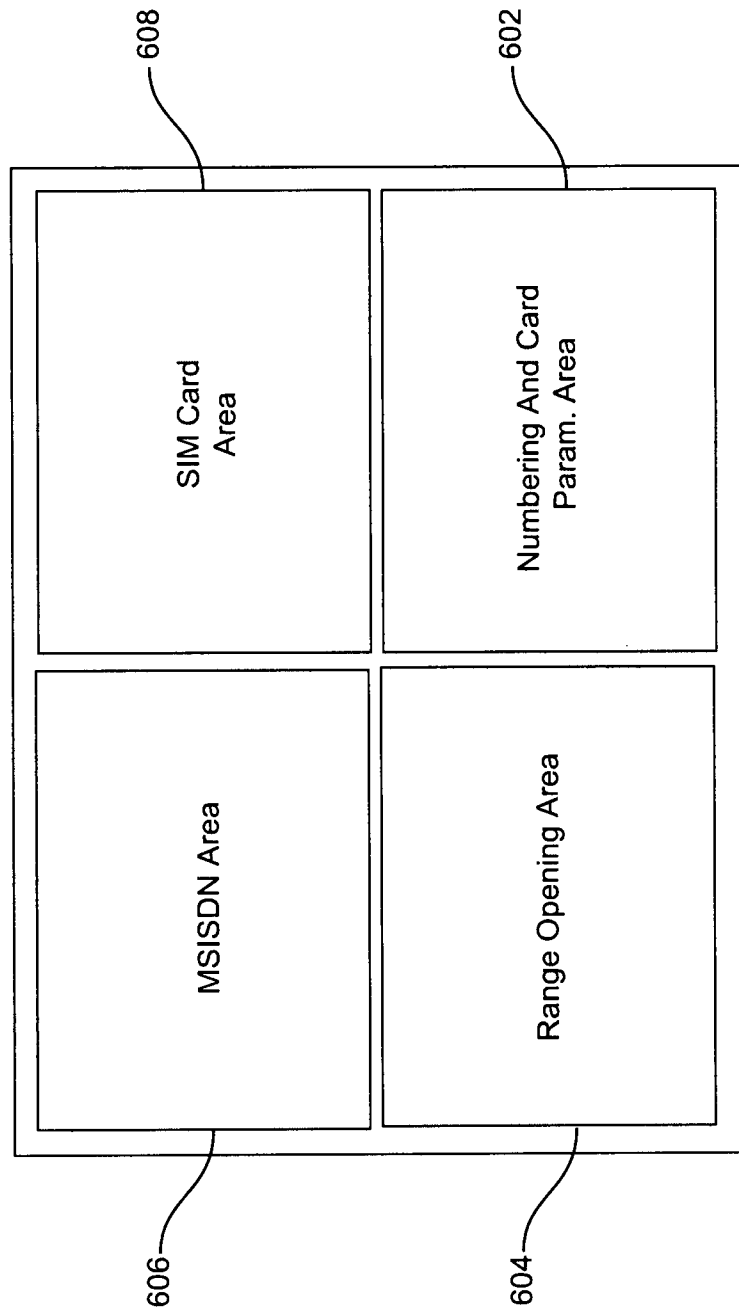 606
MSISDN Area
SIM Card
Area
608
604
Range Opening Area
Numbering And Card
Param. Area
602